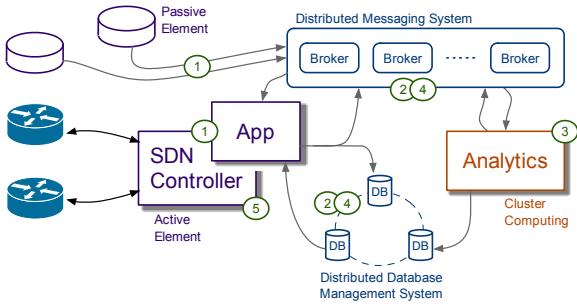 Passive
Element
Distributed Messaging System
Broker
Broker
-----
Broker
1
2
4
1
App
3
SDN
Controller
Analytics
5
Active
Element
Cluster
Computing
2
4
DB
DB
DB
Distributed Database
Management System